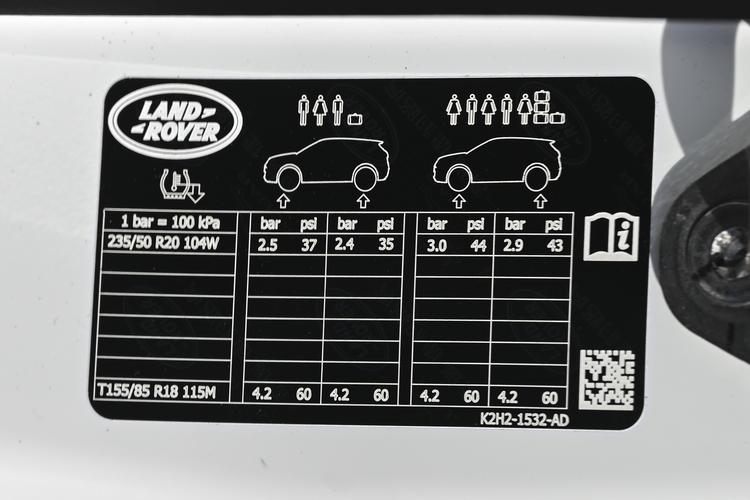 LAND
ROVER
1 bar = 100 kPa bar psi bar psi bar psi bar psi
235/50 R20 104W 2.5 37 2.4 35 3.0 44 2.9 43
T155/85 R18 115M 4.2 60 4.2 60 4.2 60 4.2 60
K2H2-1532-AD